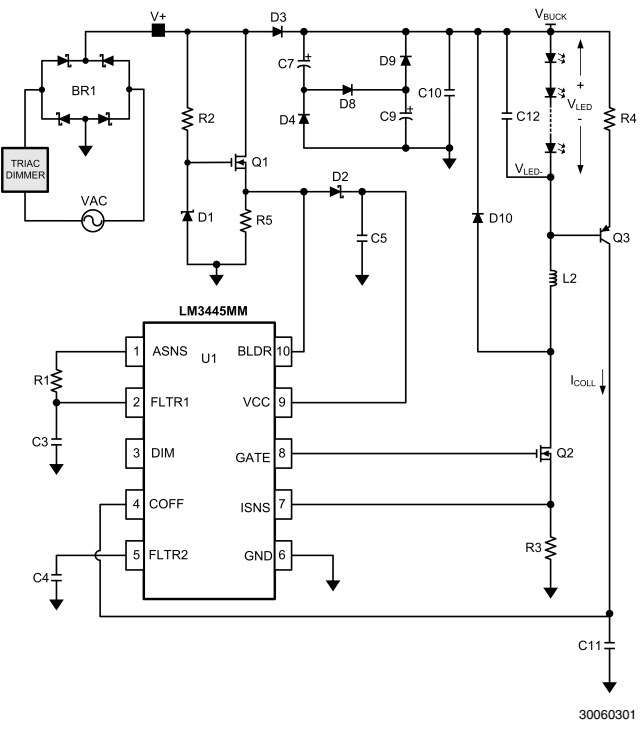 V+
D3
VBUCK
BR1
C7
+
D9
D8
D4
C9
+
C10
C12
+
VLED
-
R4
R2
Q1
TRIAC
DIMMER
VLED-
D2
VAC
D1
R5
C5
D10
Q3
L2
LM3445MM
1 ASNS
U1
BLDR 10
R1
ICOLL
2 FLTR1
VCC 9
C3
3 DIM
GATE 8
Q2
4 COFF
ISNS 7
R3
5 FLTR2
GND 6
C4
C11
30060301